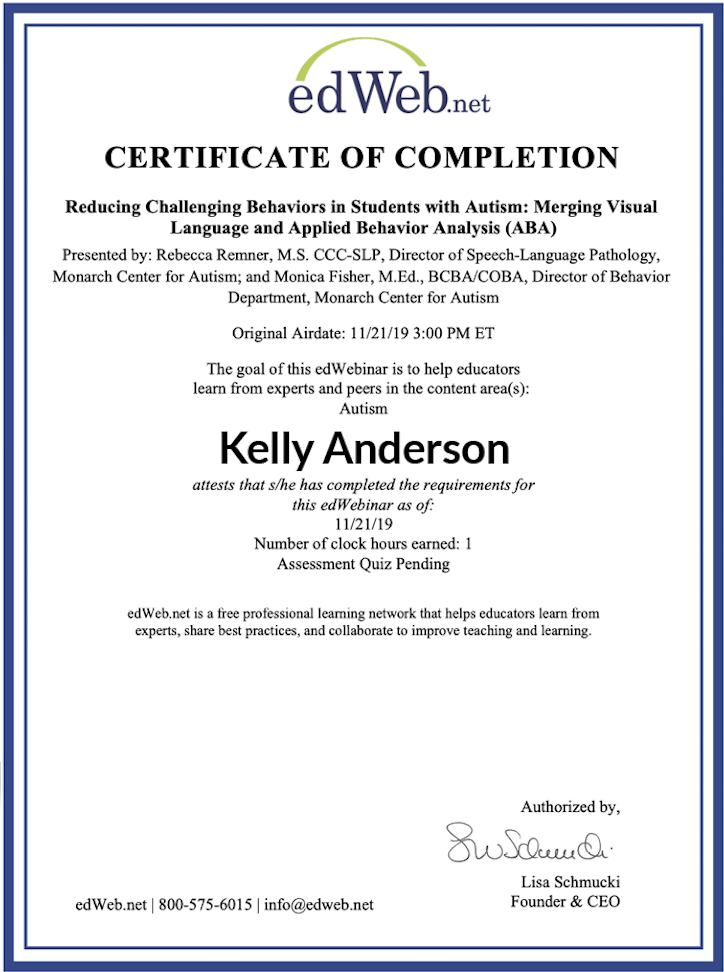 edWeb.net
CERTIFICATE OF COMPLETION
Reducing Challenging Behaviors in Students with Autism: Merging Visual
Language and Applied Behavior Analysis (ABA)
Presented by: Rebecca Remner, M.S. CCC-SLP, Director of Speech-Language Pathology,
Monarch Center for Autism; and Monica Fisher, M.Ed., BCBA/COBA, Director of Behavior
Department, Monarch Center for Autism
Original Airdate: 11/21/19 3:00 PM ET
The goal of this edWebinar is to help educators
learn from experts and peers in the content area(s):
Autism
Kelly Anderson
attests that s/he has completed the requirements for
this edWebinar as of:
11/21/19
Number of clock hours earned: 1
Assessment Quiz Pending
edWeb.net is a free professional learning network that helps educators learn from
experts, share best practices, and collaborate to improve teaching and learning.
Authorized by,
Lisa Schmucki
Founder & CEO
edWeb.net | 800-575-6015 | info@edweb.net